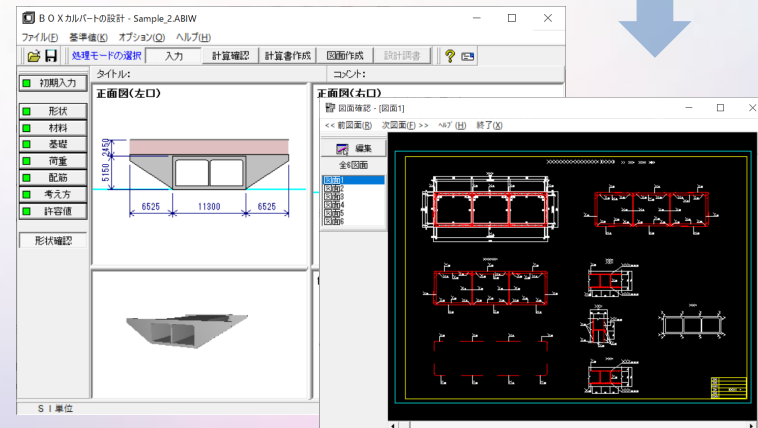 ＢＯＸカルバートの設計 - Sample_2.ABIW
ファイル(F) 基準値(K) オプション(O) ヘルプ(H)
処理モードの選択 入力 計算確認 計算書作成 図面作成 設計調書
タイトル: コメント:
初期入力
形状
材料
基礎
荷重
配筋
考え方
許容値
形状確認
正面図(左口)
2450
5150
6525 11300 6525
正面図(右口)
ＳＩ単位
図面確認 - [図面1]
<< 前図面(R) 次図面(F) >> ヘルプ(H) 終了(X)
編集
全6図面
図面1
図面2
図面3
図面4
図面5
図面6